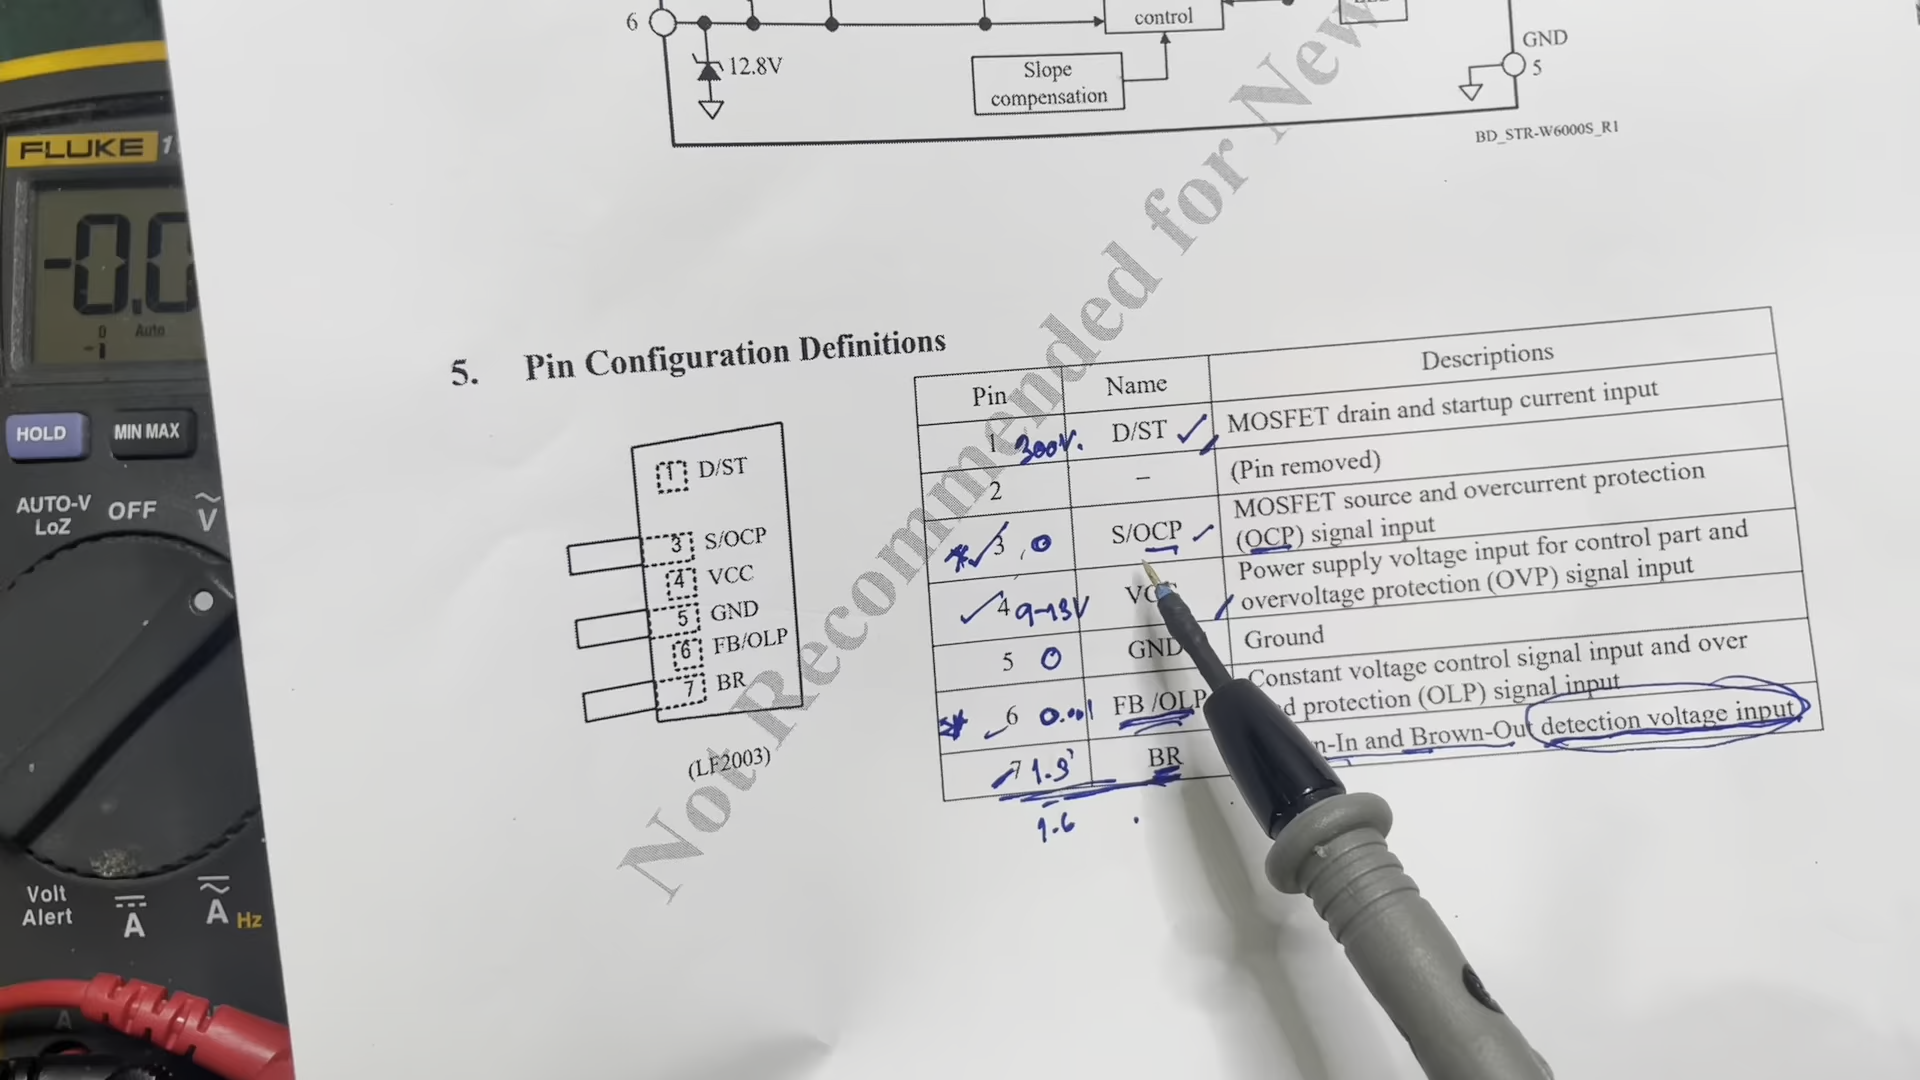 6
12.8V
control
Slope
compensation
GND
5
BD_STR-W6000S_R1
FLUKE 1
-0.0
0 Auto
-1
HOLD
MIN MAX
AUTO-V
LoZ
OFF
V
Volt
Alert
A
A Hz
A
Not Recommended for New
5. Pin Configuration Definitions
1 D/ST
3 S/OCP
4 VCC
5 GND
6 FB/OLP
7 BR
(LF2003)
Pin Name Descriptions
1 300V. D/ST MOSFET drain and startup current input
2 – (Pin removed)
3 0 S/OCP MOSFET source and overcurrent protection
(OCP) signal input
4 9-13V Power supply voltage input for control part and
overvoltage protection (OVP) signal input
5 0 GND Ground
6 0.001 FB /OLP Constant voltage control signal input and over
protection (OLP) signal input
7 BR and Brown-Out detection voltage input
1.6